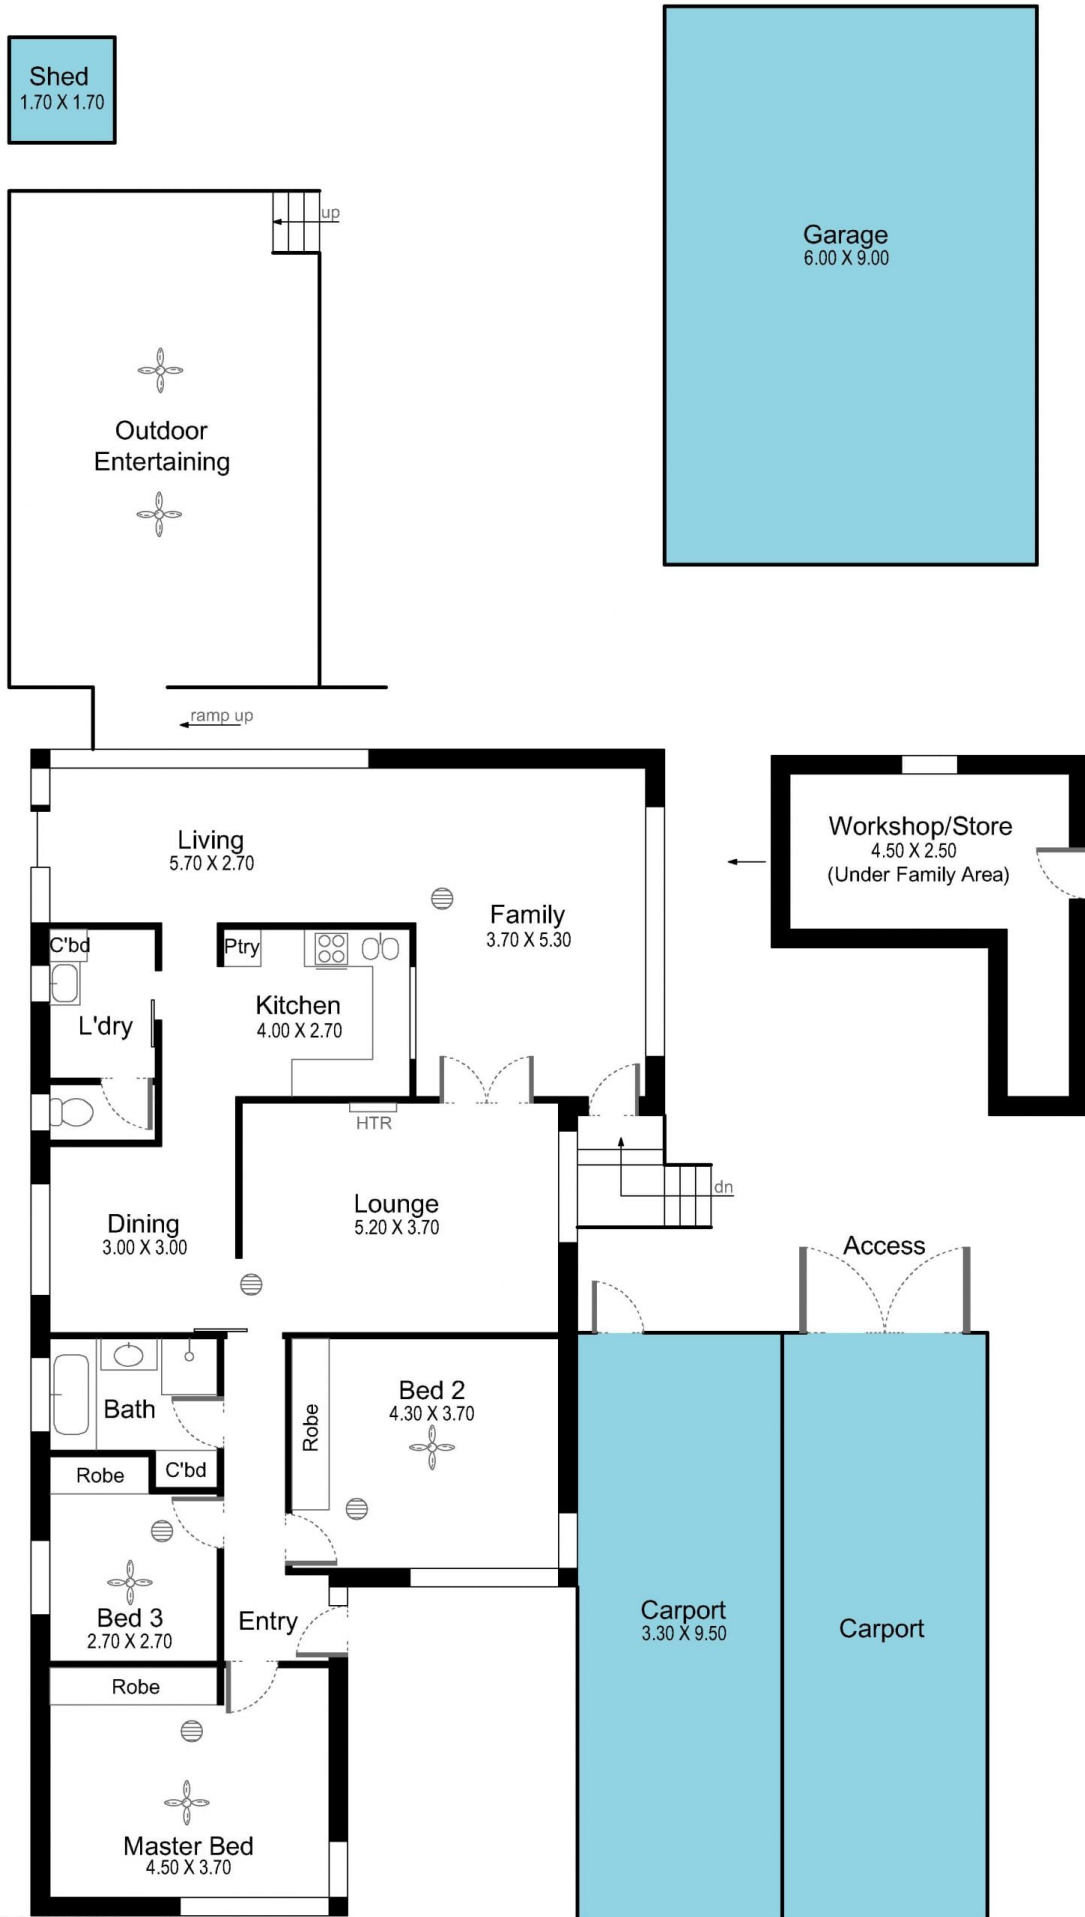 Shed
1.70 X 1.70
up
Garage
6.00 X 9.00
Outdoor
Entertaining
ramp up
Living
5.70 X 2.70
Workshop/Store
4.50 X 2.50
(Under Family Area)
Family
3.70 X 5.30
C'bd
Ptry
Kitchen
4.00 X 2.70
L'dry
HTR
Lounge
5.20 X 3.70
dn
Dining
3.00 X 3.00
Access
Bath
Bed 2
4.30 X 3.70
Robe
Robe
C'bd
Bed 3
2.70 X 2.70
Entry
Carport
3.30 X 9.50
Carport
Robe
Master Bed
4.50 X 3.70